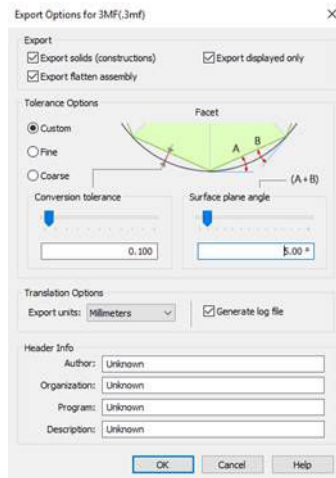 Export Options for 3MF(.3mf)
Export
Export solids (constructions)
Export displayed only
Export flatten assembly
Tolerance Options
Facet
Custom
Fine
Coarse
A
B
(A+B)
Conversion tolerance
Surface plane angle
0.100
5.00 º
Translation Options
Export units: Millimeters
Generate log file
Header Info
Author: Unknown
Organization: Unknown
Program: Unknown
Description: Unknown
OK Cancel Help